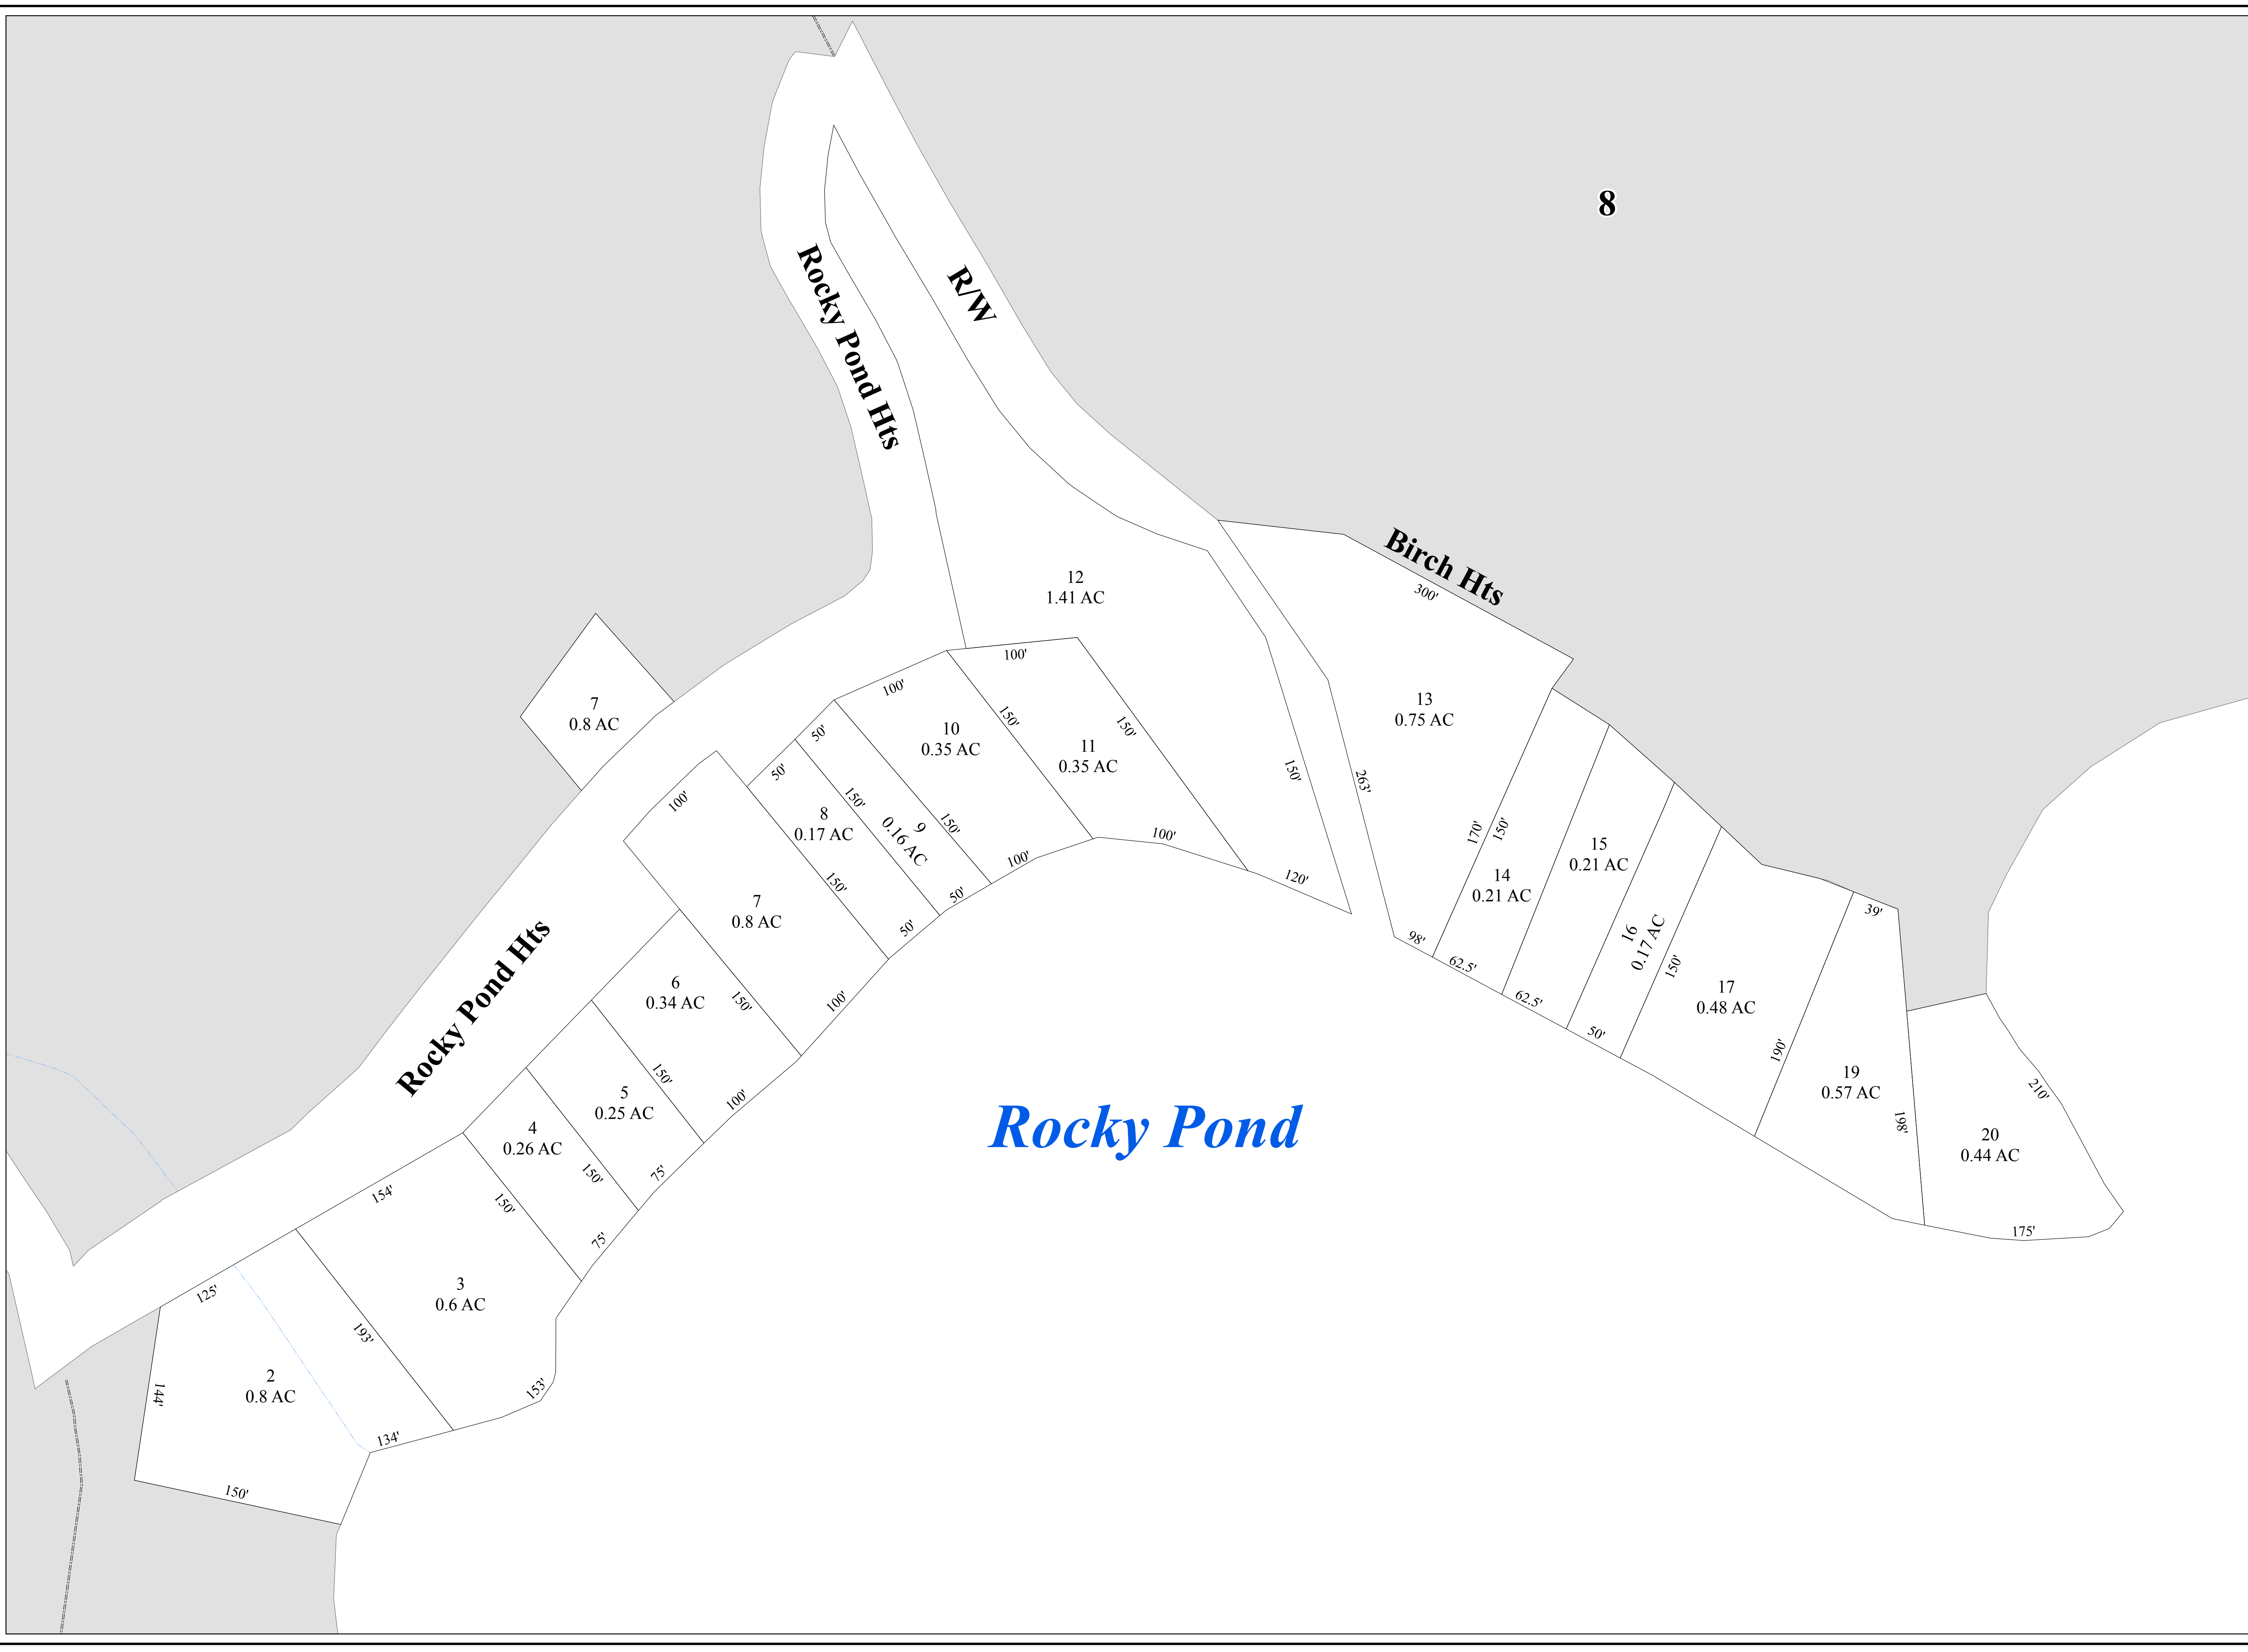 8
R/W
Rocky Pond Hts
Birch Hts
300'
12
1.41 AC
100'
7
0.8 AC
100'
13
0.75 AC
10
0.35 AC
150'
150'
11
0.35 AC
50'
50'
150'
263'
100'
150'
8
0.17 AC
9
0.16 AC
150'
150'
100'
100'
120'
170'
150'
15
0.21 AC
14
0.21 AC
7
0.8 AC
50'
50'
39'
16
0.17 AC
98'
62.5'
62.5'
50'
150'
17
0.48 AC
Rocky Pond Hts
6
0.34 AC
150'
100'
190'
5
0.25 AC
150'
100'
Rocky Pond
19
0.57 AC
198'
210'
20
0.44 AC
175'
4
0.26 AC
150'
75'
154'
150'
75'
125'
3
0.6 AC
193'
2
0.8 AC
144'
153'
134'
150'